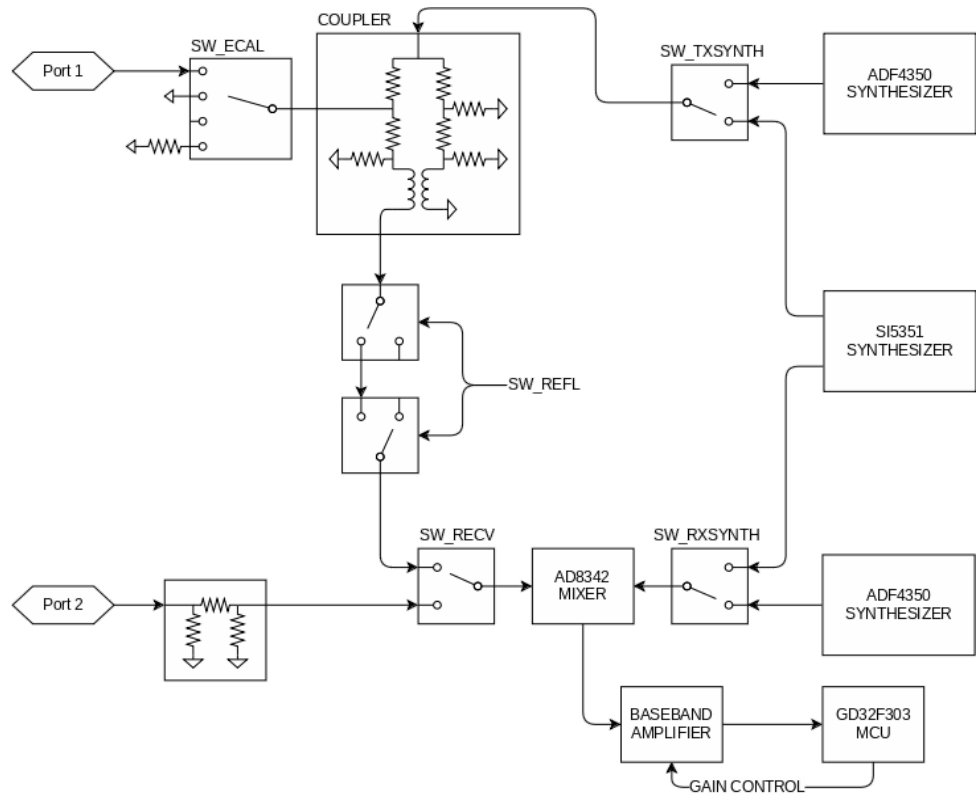 COUPLER
SW_ECAL
Port 1
SW_TXSYNTH
ADF4350
SYNTHESIZER
SI5351
SYNTHESIZER
SW_REFL
SW_RECV
SW_RXSYNTH
AD8342
MIXER
ADF4350
SYNTHESIZER
Port 2
BASEBAND
AMPLIFIER
GD32F303
MCU
GAIN CONTROL